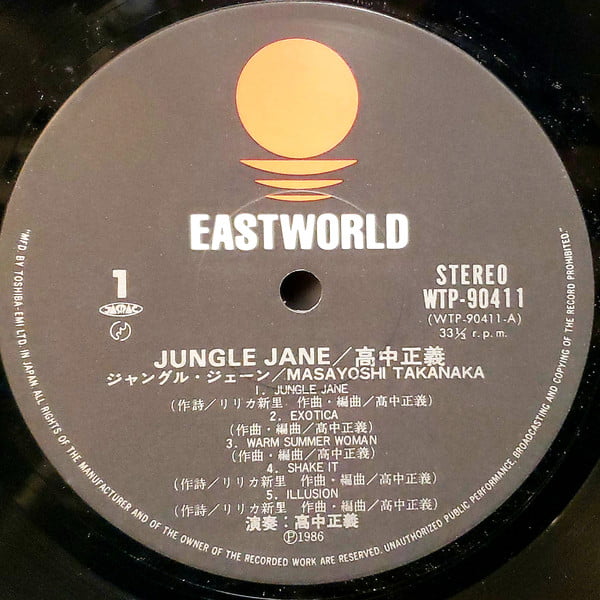 EASTWORLD
1
JASRAC
STEREO
WTP-90411
(WTP-90411-A)
33⅓ r.p.m.
JUNGLE JANE/高中正義
ジャングル・ジェーン/MASAYOSHI TAKANAKA
1. JUNGLE JANE
(作詩/リリカ新里 作曲・編曲/高中正義)
2. EXOTICA
(作曲・編曲/高中正義)
3. WARM SUMMER WOMAN
(作曲・編曲/高中正義)
4. SHAKE IT
(作詩/リリカ新里 作曲・編曲/高中正義)
5. ILLUSION
(作詩/リリカ新里 作曲・編曲/高中正義)
演奏:高中正義
Ⓟ1986
"MFD. BY TOSHIBA-EMI LTD. IN JAPAN ALL RIGHTS OF THE MANUFACTURER AND OF THE OWNER OF THE RECORDED WORK ARE RESERVED. UNAUTHORIZED PUBLIC PERFORMANCE, BROADCASTING AND COPYING OF THE RECORD PROHIBITED."